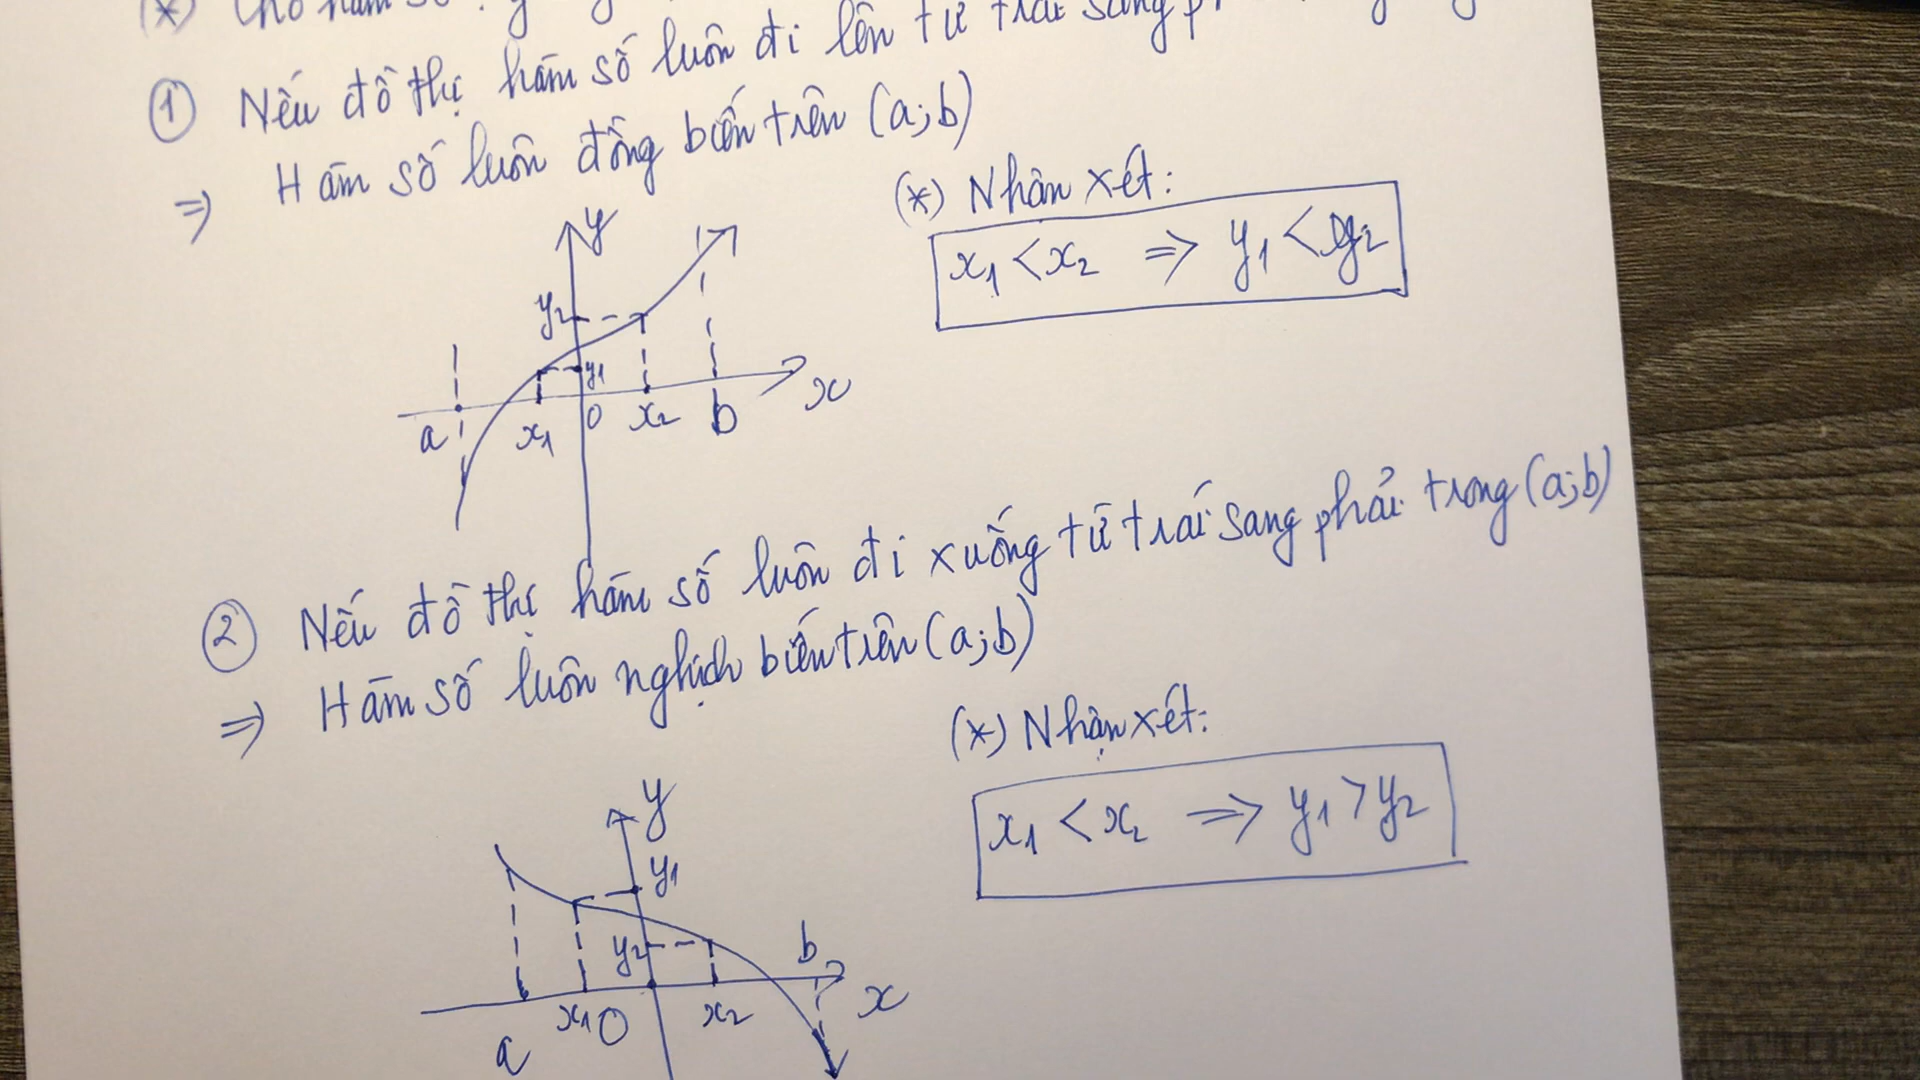 (*) Cho hàm số: y
① Nếu đồ thị hàm số luôn đi lên từ trái sang
⇒ Hàm số luôn đồng biến trên (a;b)
(*) Nhận xét:
x1 < x2 ⇒ y1 < y2
y
y2
y1
a
x1
O
x2
b
x
② Nếu đồ thị hàm số luôn đi xuống từ trái sang phải trong (a;b)
⇒ Hàm số luôn nghịch biến trên (a;b)
(*) Nhận xét:
x1 < x2 ⇒ y1 > y2
y
y1
y2
b
a
x1
O
x2
x